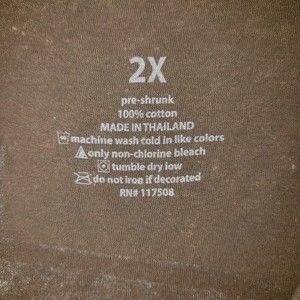 2X
pre-shrunk
100% cotton
MADE IN THAILAND
machine wash cold in like colors
only non-chlorine bleach
tumble dry low
do not iron if decorated
RN# 117508